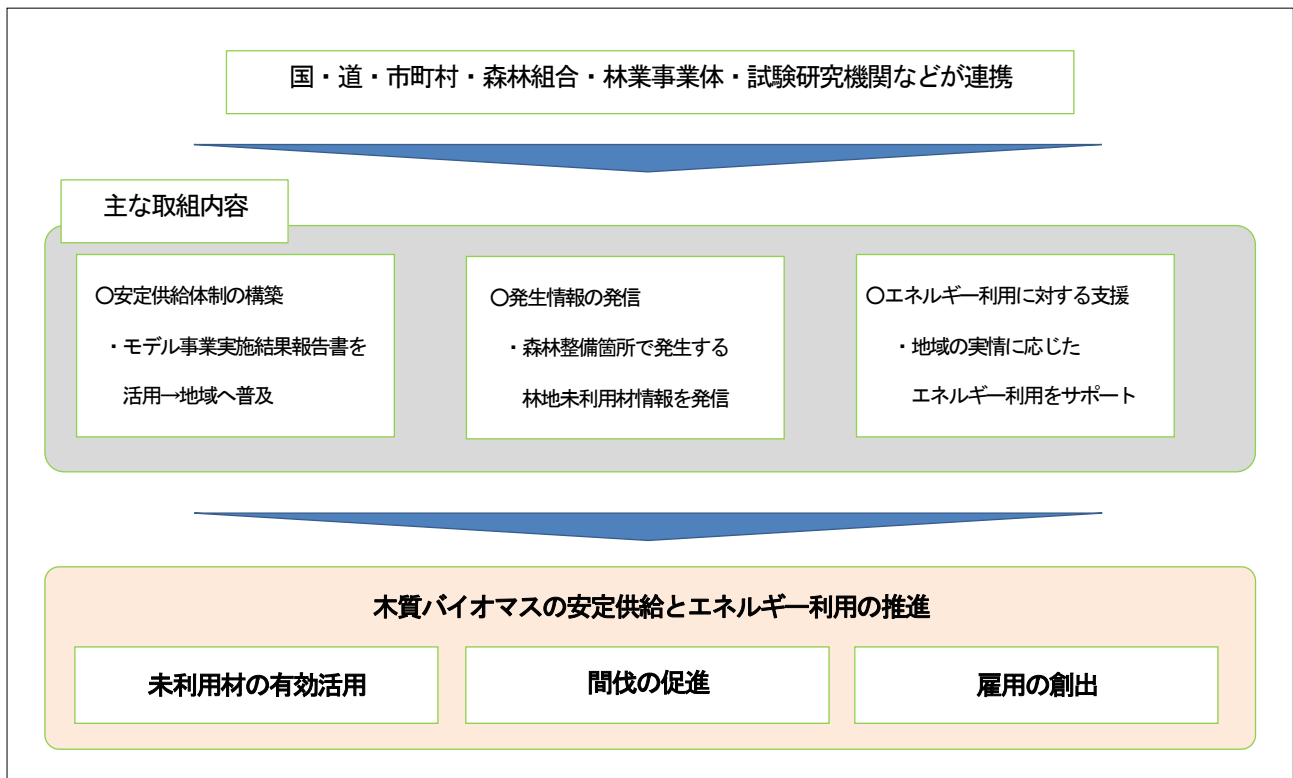 国・道・市町村・森林組合・林業事業体・試験研究機関などが連携
主な取組内容
○安定供給体制の構築
・モデル事業実施結果報告書を
活用→地域へ普及
○発生情報の発信
・森林整備箇所で発生する
林地未利用材情報を発信
○エネルギー利用に対する支援
・地域の実情に応じた
エネルギー利用をサポート
木質バイオマスの安定供給とエネルギー利用の推進
未利用材の有効活用
間伐の促進
雇用の創出